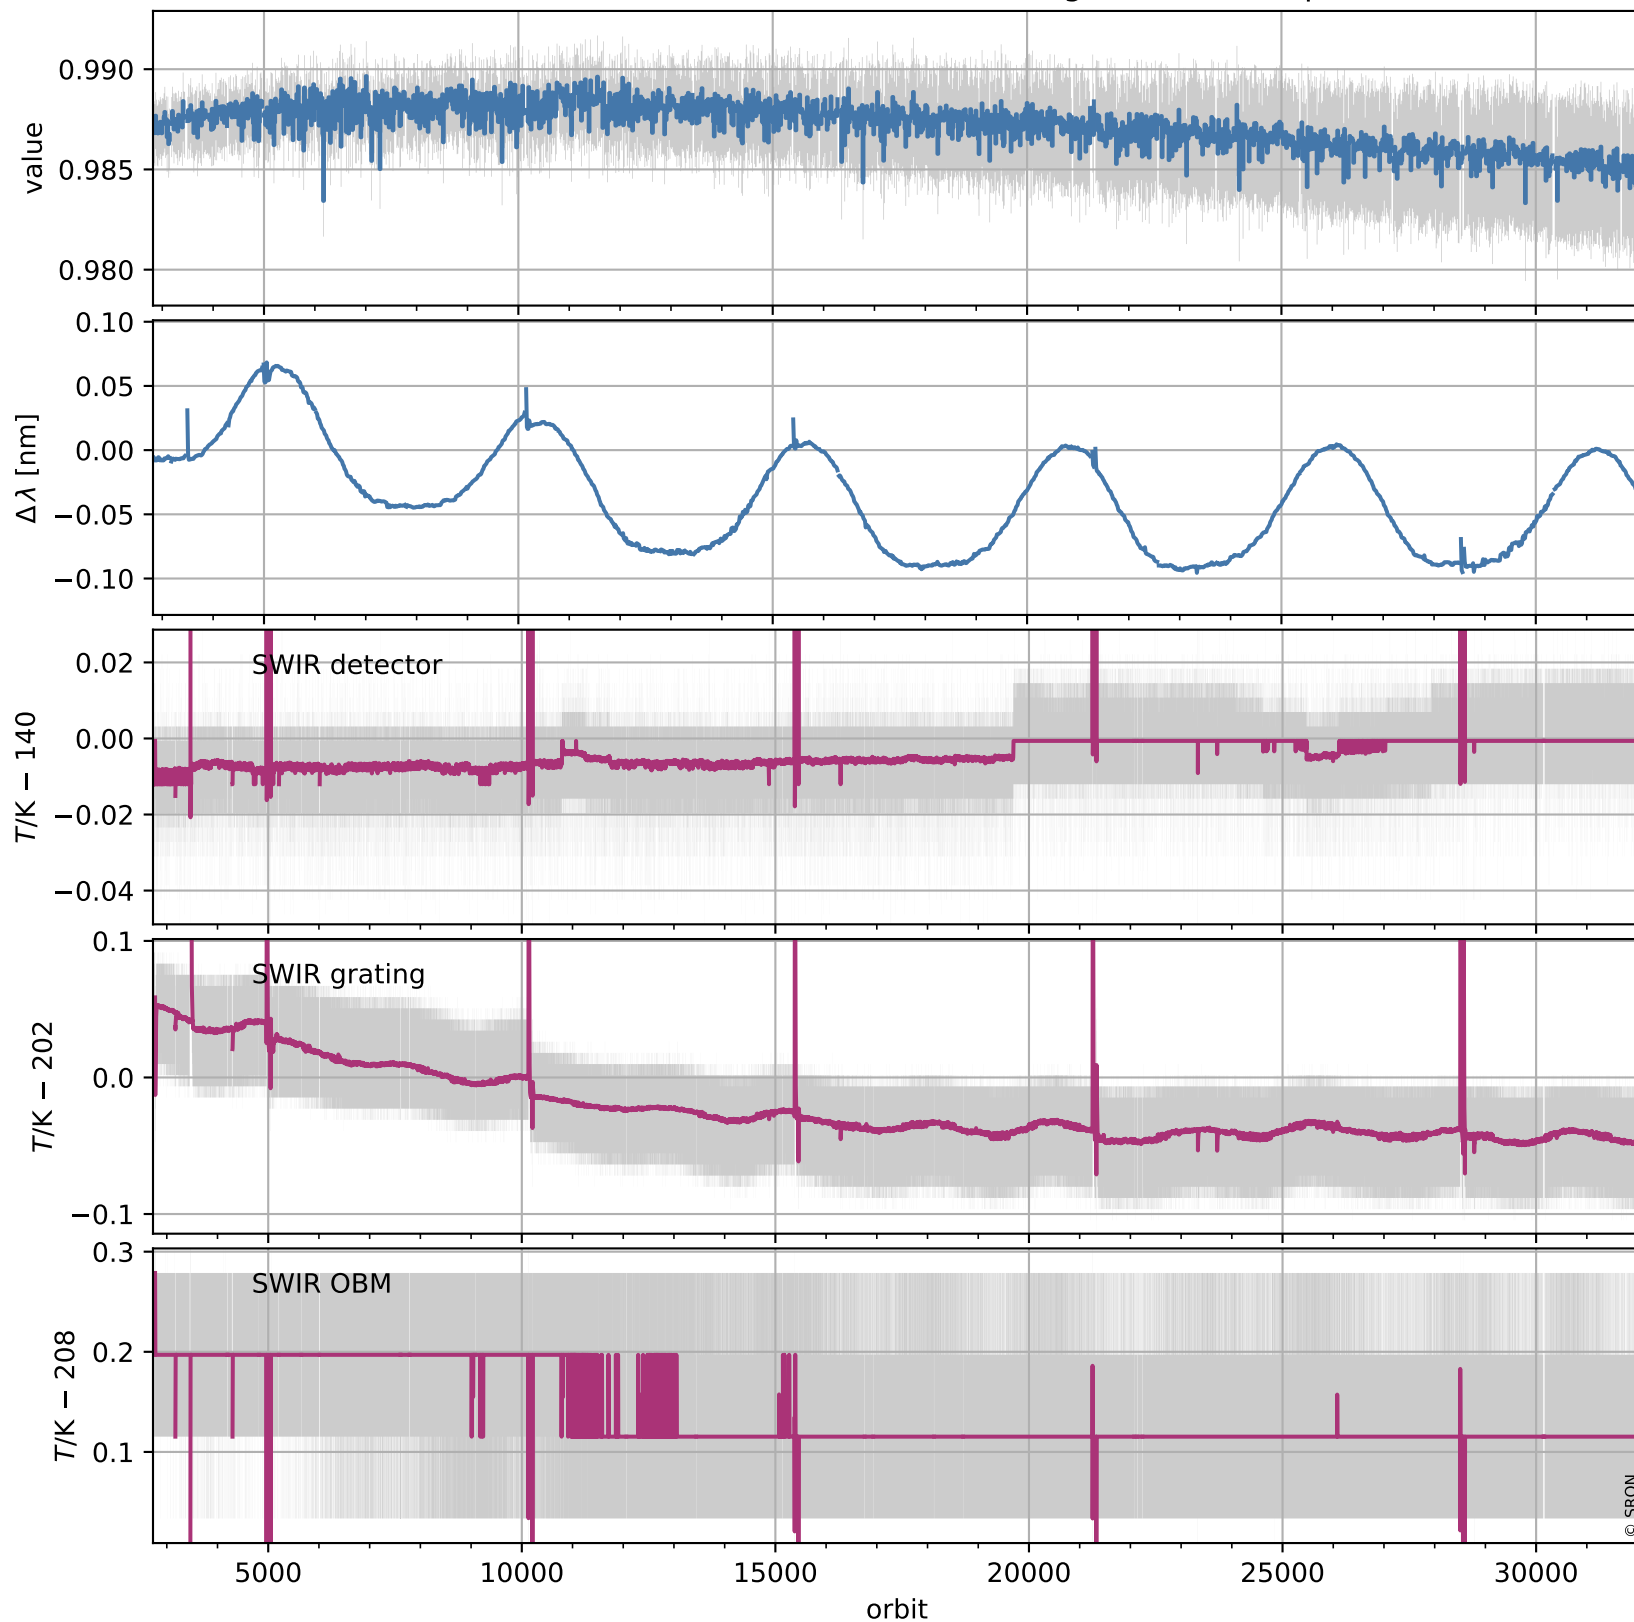 0.990
0.985
0.980
value
0.10
0.05
0.00
−0.05
−0.10
Δλ [nm]
SWIR detector
0.02
0.00
−0.02
−0.04
T/K − 140
SWIR grating
0.1
0.0
−0.1
T/K − 202
SWIR OBM
0.3
0.2
0.1
T/K − 208
© SRON
5000 10000 15000 20000 25000 30000
orbit